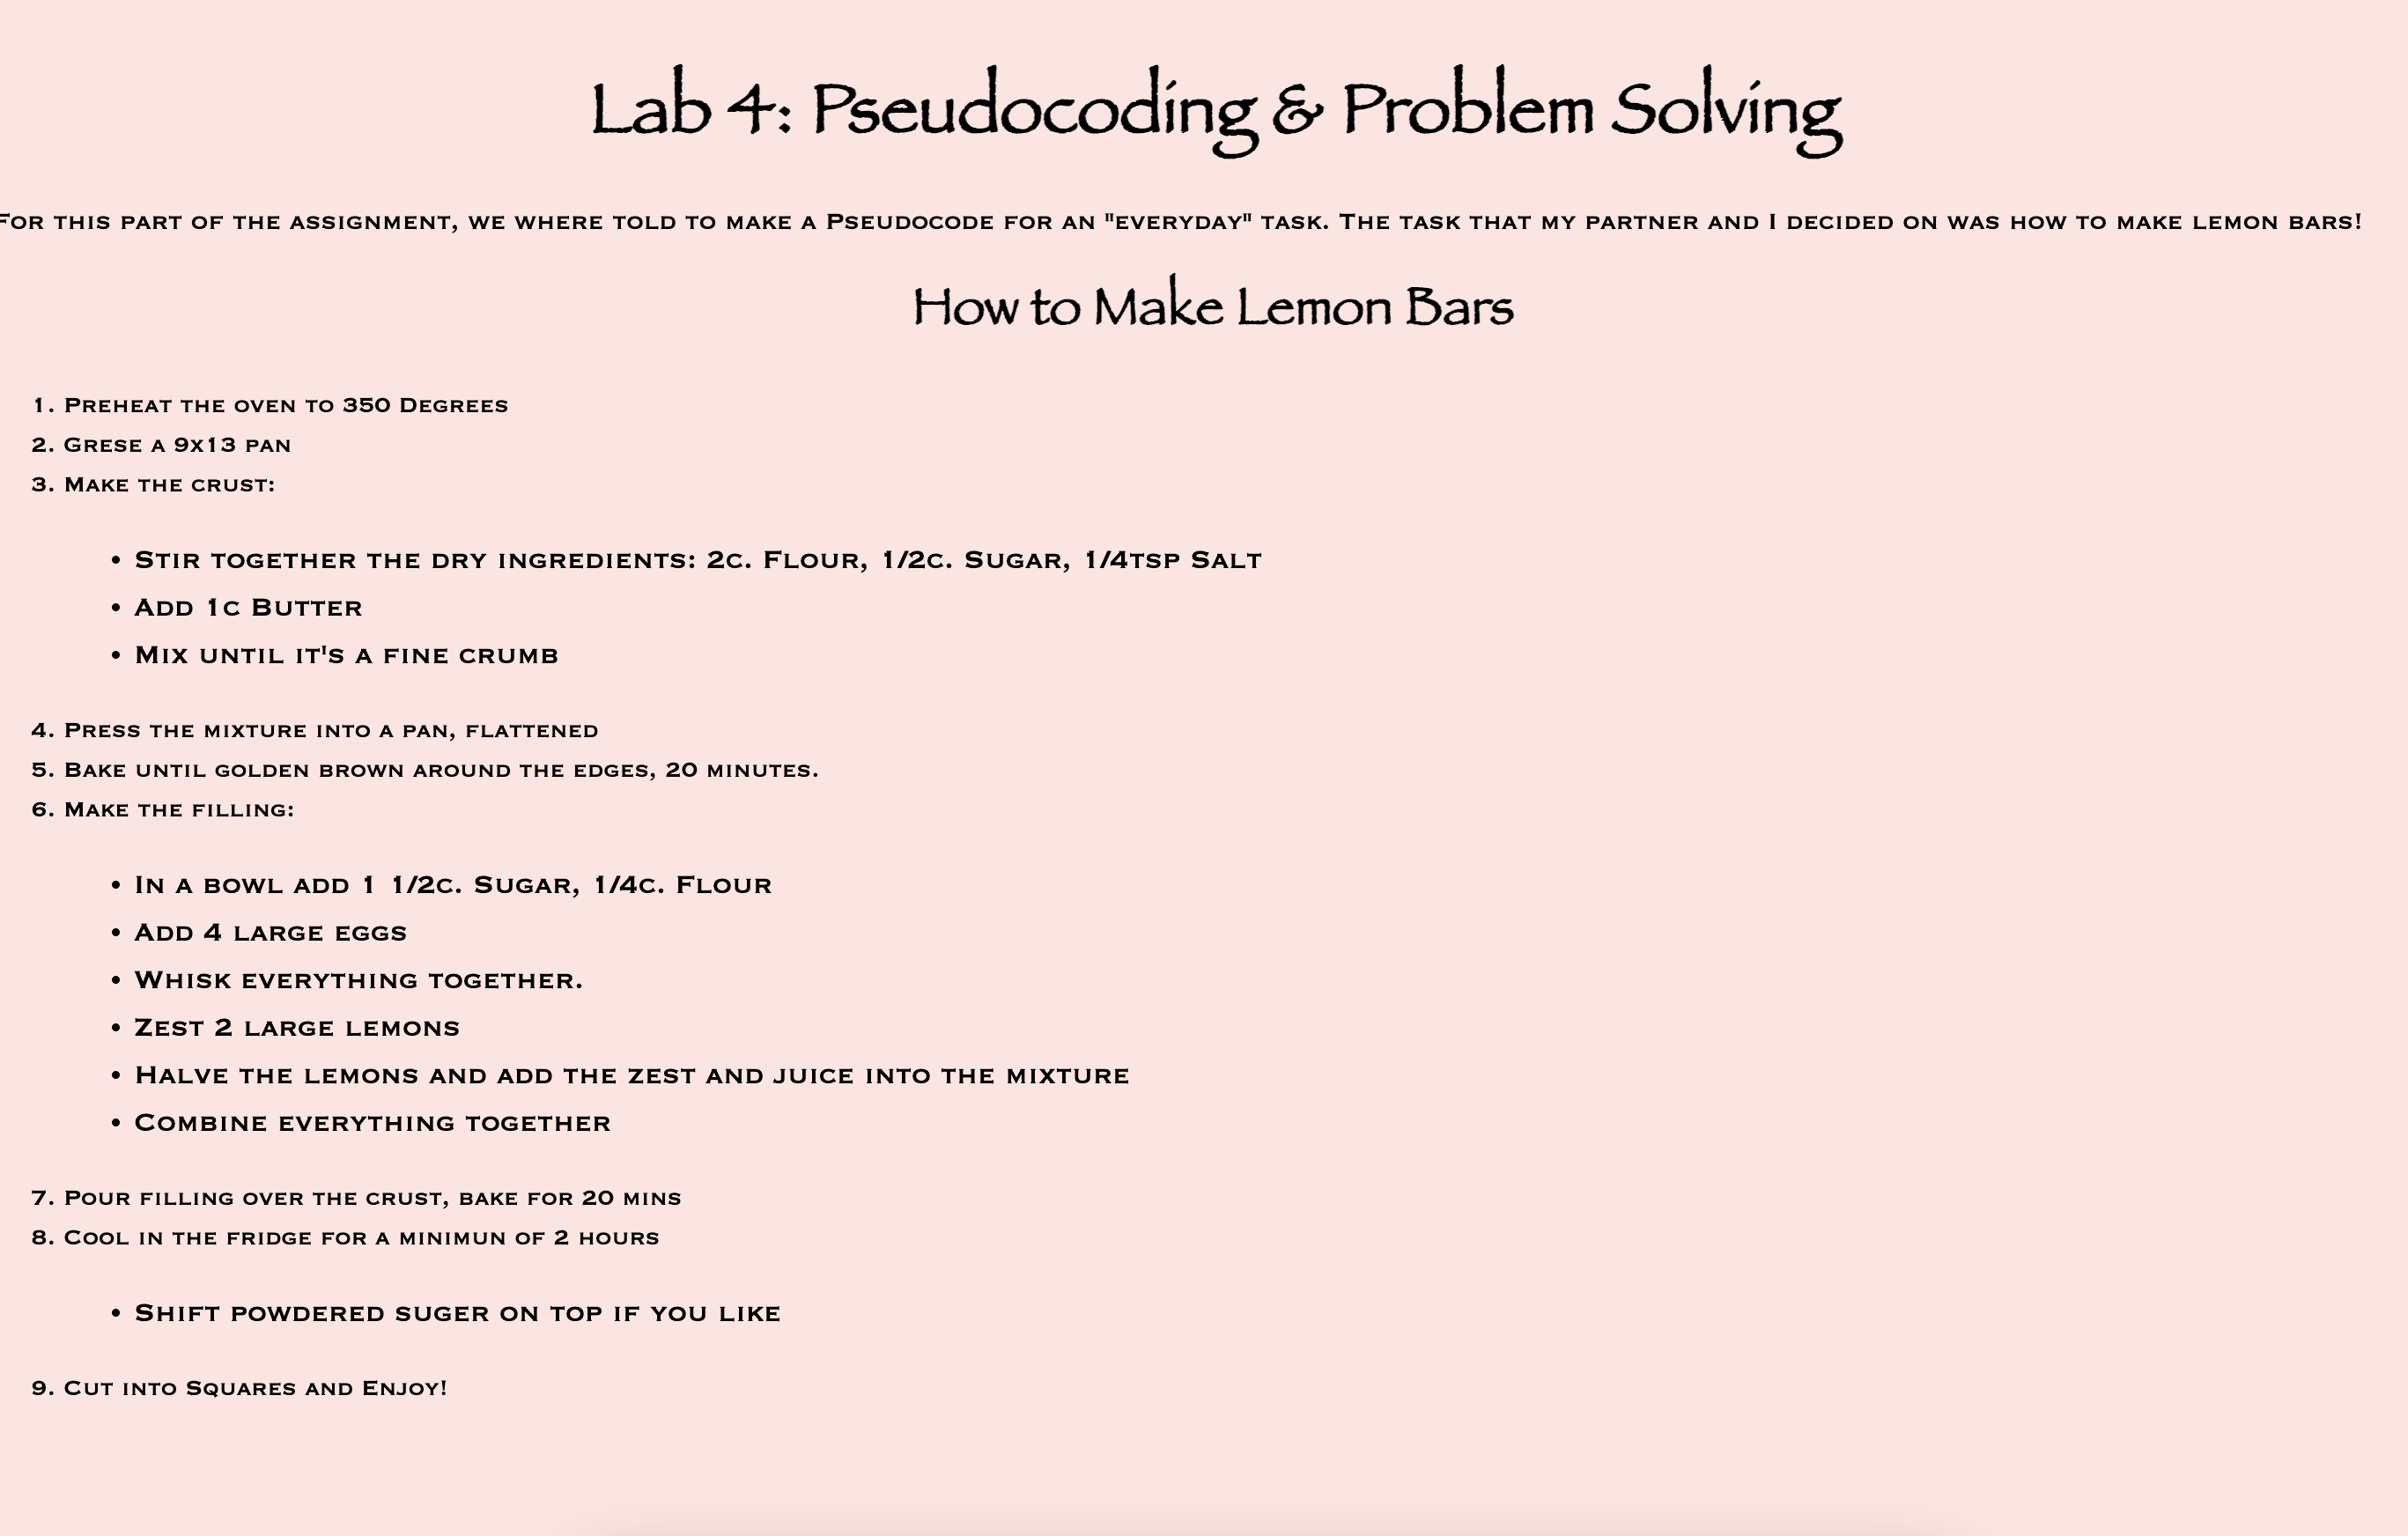 Lab 4: Pseudocoding & Problem Solving
For this part of the assignment, we where told to make a Pseudocode for an "everyday" task. The task that my partner and I decided on was how to make lemon bars!
How to Make Lemon Bars
1. Preheat the oven to 350 Degrees
2. Grese a 9x13 pan
3. Make the crust:
• Stir together the dry ingredients: 2c. Flour, 1/2c. Sugar, 1/4tsp Salt
• Add 1c Butter
• Mix until it's a fine crumb
4. Press the mixture into a pan, flattened
5. Bake until golden brown around the edges, 20 minutes.
6. Make the filling:
• In a bowl add 1 1/2c. Sugar, 1/4c. Flour
• Add 4 large eggs
• Whisk everything together.
• Zest 2 large lemons
• Halve the lemons and add the zest and juice into the mixture
• Combine everything together
7. Pour filling over the crust, bake for 20 mins
8. Cool in the fridge for a minimun of 2 hours
• Shift powdered suger on top if you like
9. Cut into Squares and Enjoy!